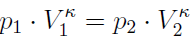 p₁ · V₁^κ = p₂ · V₂^κ